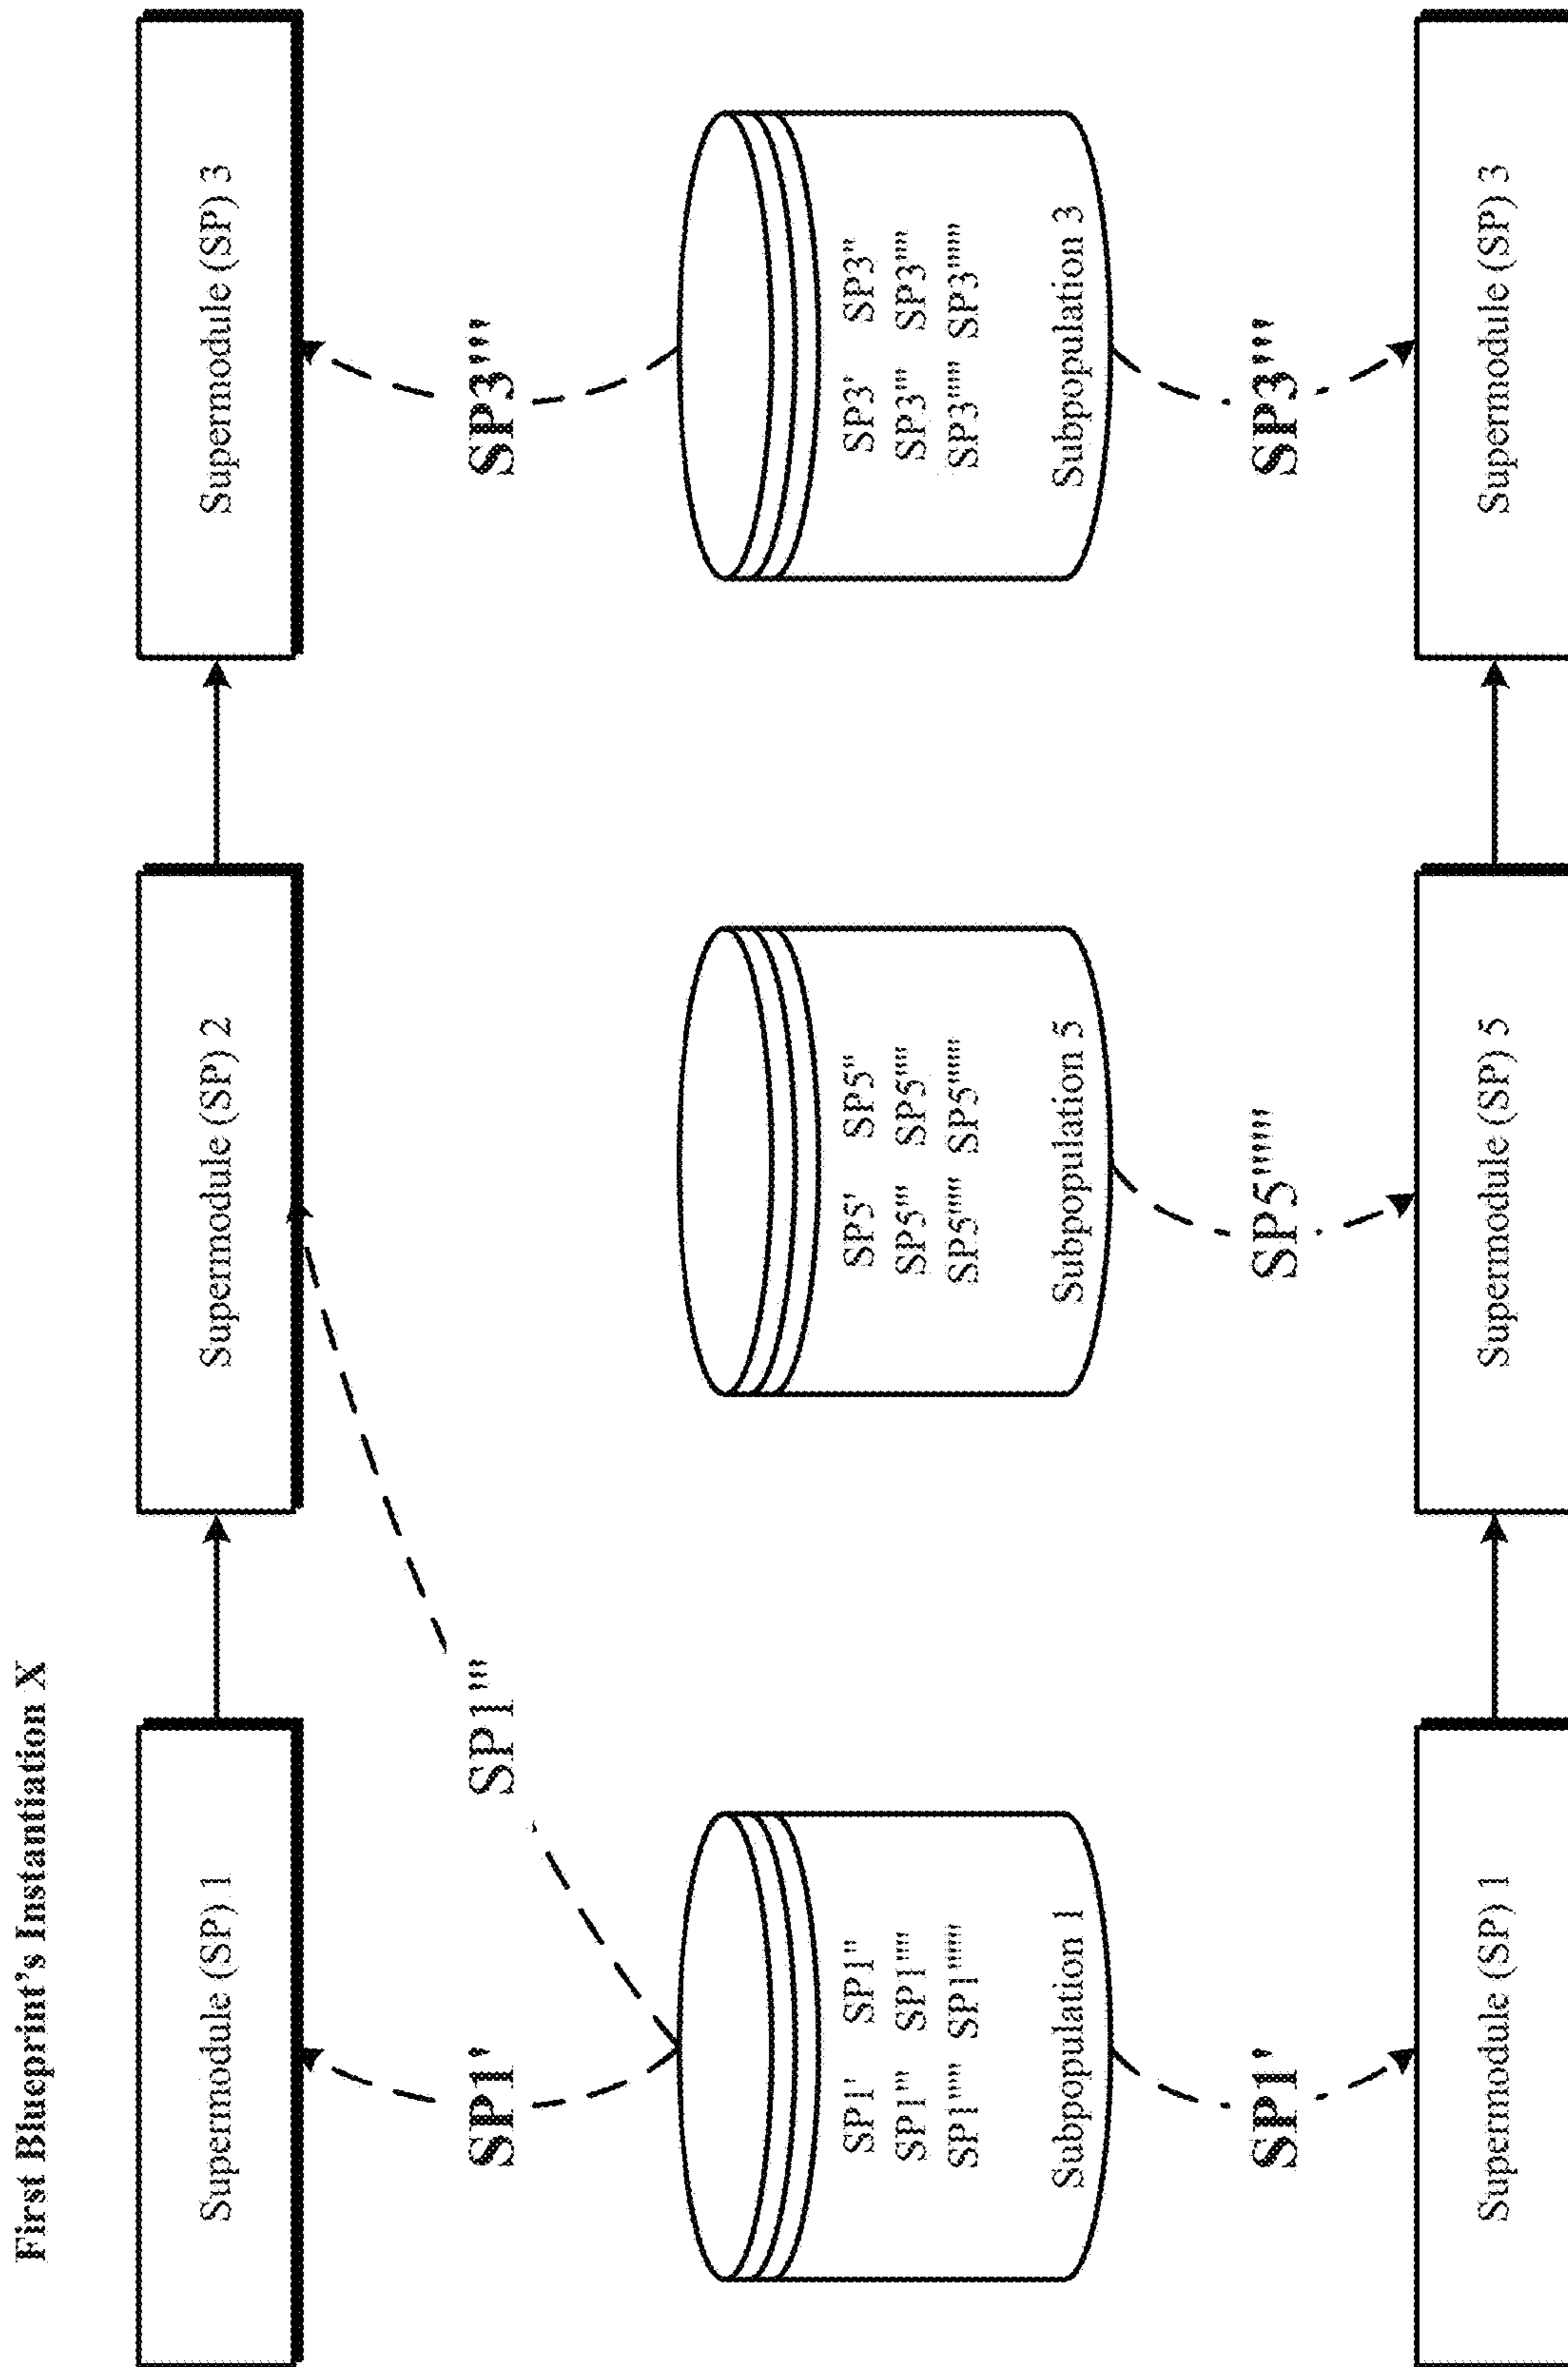 First Blueprint's Instantiation X
Supermodule (SP) 1
Supermodule (SP) 2
Supermodule (SP) 3
SP1'
SP1'''
SP3'''
SP1' SP1''
SP1''' SP1''''
SP1''''' SP1''''''
Subpopulation 1
SP5' SP5''
SP5''' SP5''''
SP5''''' SP5''''''
Subpopulation 5
SP3' SP3''
SP3''' SP3''''
SP3''''' SP3''''''
Subpopulation 3
SP1'
SP5'''''
SP3'''
Supermodule (SP) 1
Supermodule (SP) 5
Supermodule (SP) 3